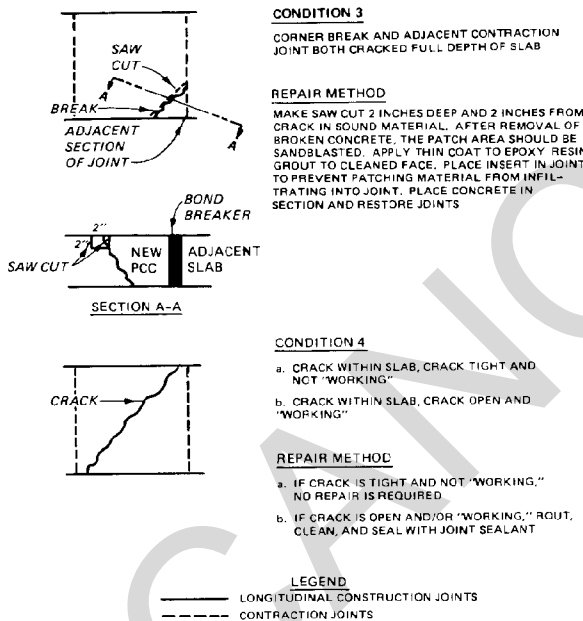 CONDITION 3
CORNER BREAK AND ADJACENT CONTRACTION
JOINT BOTH CRACKED FULL DEPTH OF SLAB
SAW
CUT
A
BREAK
ADJACENT
SECTION
OF JOINT
A
REPAIR METHOD
MAKE SAW CUT 2 INCHES DEEP AND 2 INCHES FROM
CRACK IN SOUND MATERIAL. AFTER REMOVAL OF
BROKEN CONCRETE, THE PATCH AREA SHOULD BE
SANDBLASTED. APPLY THIN COAT TO EPOXY RESIN
GROUT TO CLEANED FACE. PLACE INSERT IN JOINT
TO PREVENT PATCHING MATERIAL FROM INFIL-
TRATING INTO JOINT. PLACE CONCRETE IN
SECTION AND RESTORE JOINTS
BOND
BREAKER
2"
2"
SAW CUT
NEW
PCC
ADJACENT
SLAB
SECTION A-A
CONDITION 4
a. CRACK WITHIN SLAB, CRACK TIGHT AND
NOT "WORKING"
b. CRACK WITHIN SLAB, CRACK OPEN AND
"WORKING"
CRACK
REPAIR METHOD
a. IF CRACK IS TIGHT AND NOT "WORKING,"
NO REPAIR IS REQUIRED
b. IF CRACK IS OPEN AND/OR "WORKING," ROUT,
CLEAN, AND SEAL WITH JOINT SEALANT
LEGEND
LONGITUDINAL CONSTRUCTION JOINTS
CONTRACTION JOINTS